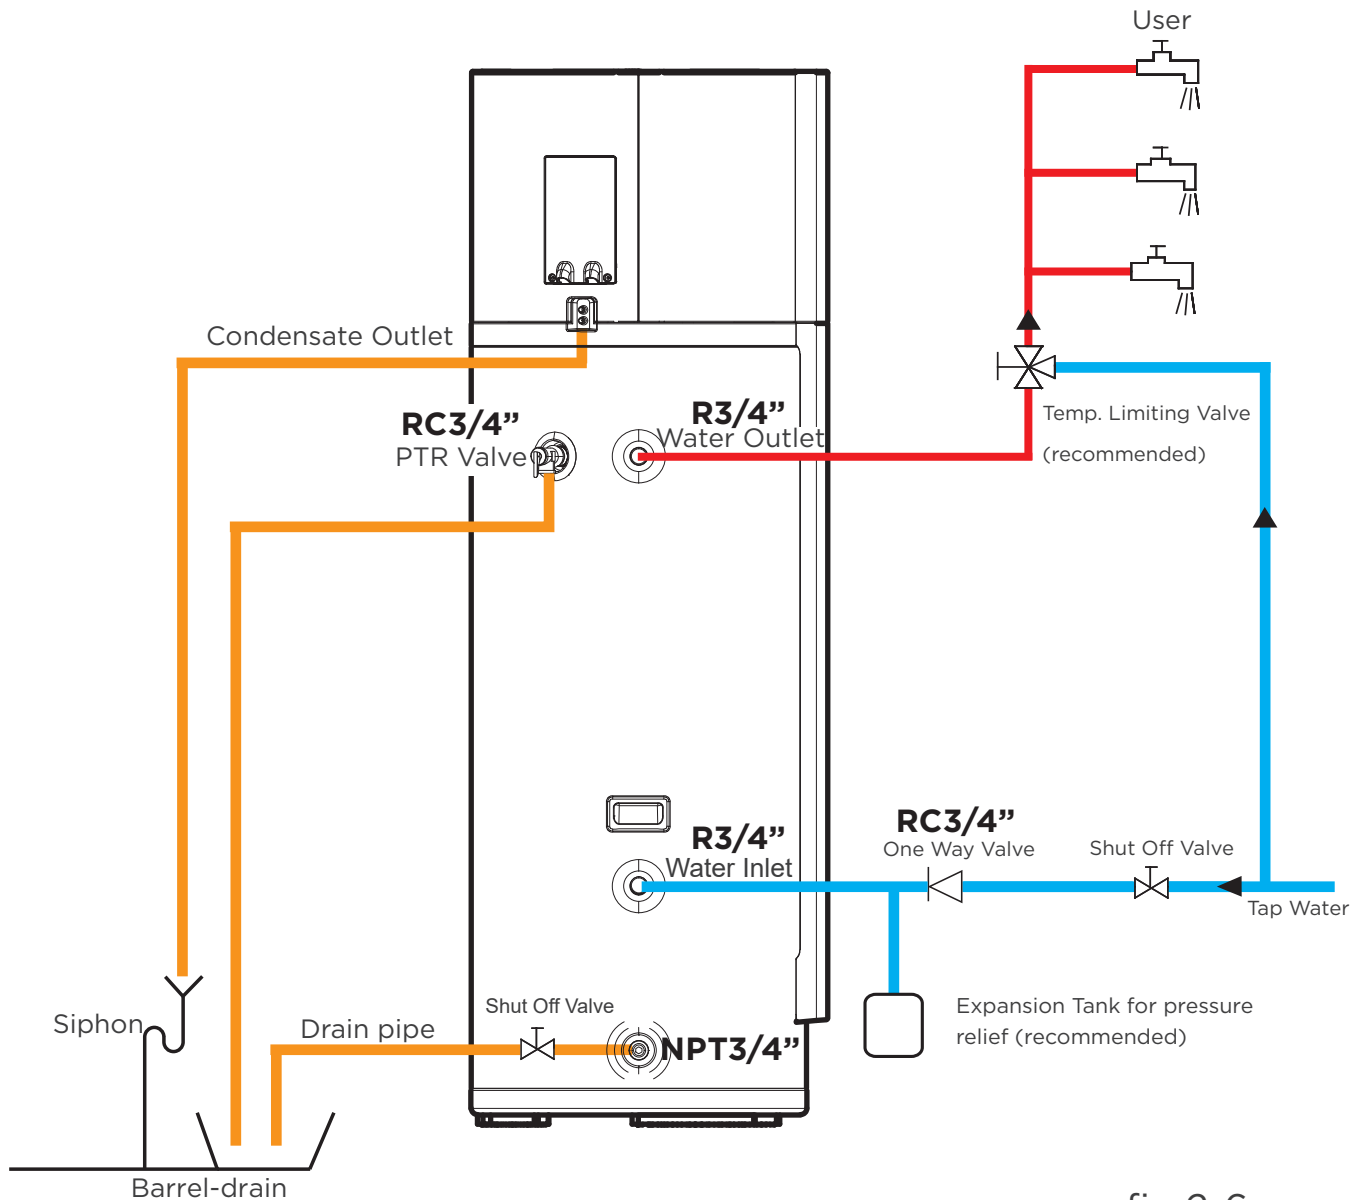 User
Condensate Outlet
RC3/4”
PTR Valve
R3/4”
Water Outlet
Temp. Limiting Valve
(recommended)
R3/4”
Water Inlet
RC3/4”
One Way Valve
Shut Off Valve
Tap Water
Expansion Tank for pressure
relief (recommended)
Siphon
Drain pipe
Shut Off Valve
NPT3/4”
Barrel-drain